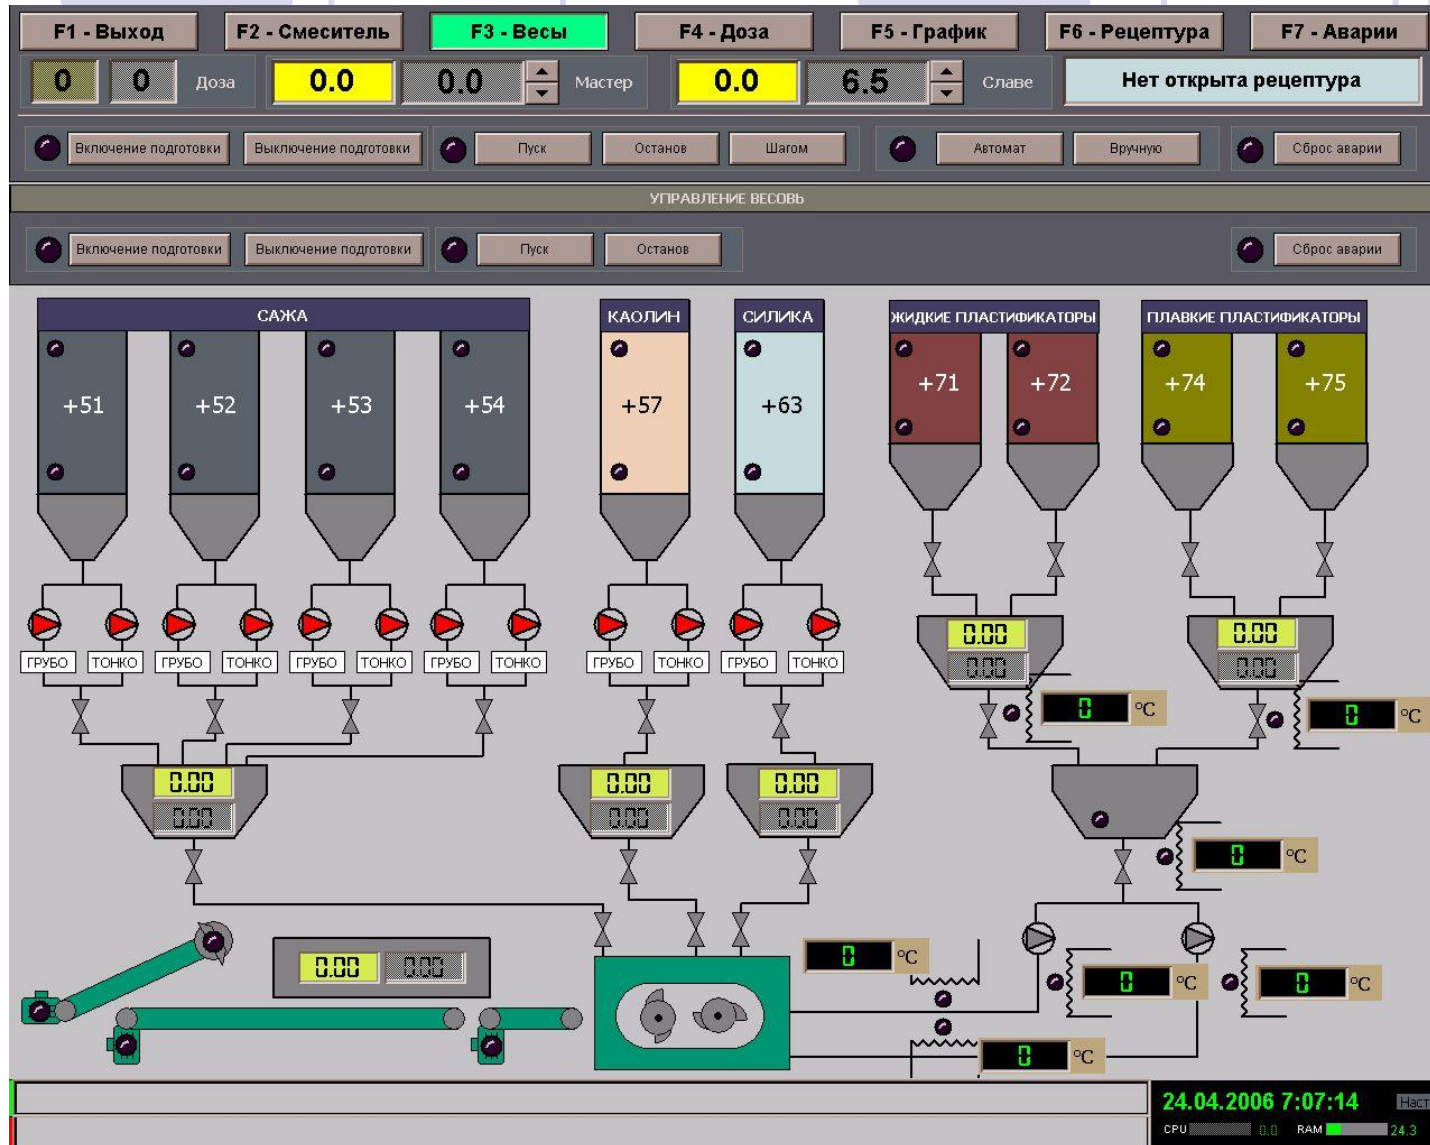 F1 - Выход F2 - Смеситель F3 - Весы F4 - Доза F5 - График F6 - Рецептура F7 - Аварии
0 0 Доза 0.0 0.0 Мастер 0.0 6.5 Славе Нет открыта рецептура
Включение подготовки Выключение подготовки Пуск Останов Шагом Автомат Вручную Сброс аварии
УПРАВЛЕНИЕ ВЕСОВЬ
Включение подготовки Выключение подготовки Пуск Останов Сброс аварии
САЖА КАОЛИН СИЛИКА ЖИДКИЕ ПЛАСТИФИКАТОРЫ ПЛАВКИЕ ПЛАСТИФИКАТОРЫ
+71 +72 +74 +75
+51 +52 +53 +54 +57 +63
0.00 0.00
ГРУБО ТОНКО ГРУБО ТОНКО ГРУБО ТОНКО ГРУБО ТОНКО ГРУБО ТОНКО ГРУБО ТОНКО 0.00 0.00
0 °C 0 °C
0.00 0.00 0.00
0.00 0.00 0.00
0 °C
0.00 0.00 0 °C
0 °C 0 °C
0 °C
24.04.2006 7:07:14 Наст
CPU 0.0 RAM 24.3